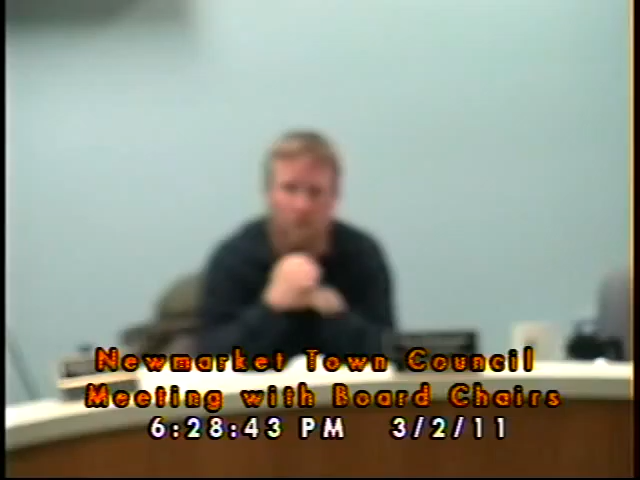 Newmarket Town Council
Meeting with Board Chairs
6:28:43 PM 3/2/11